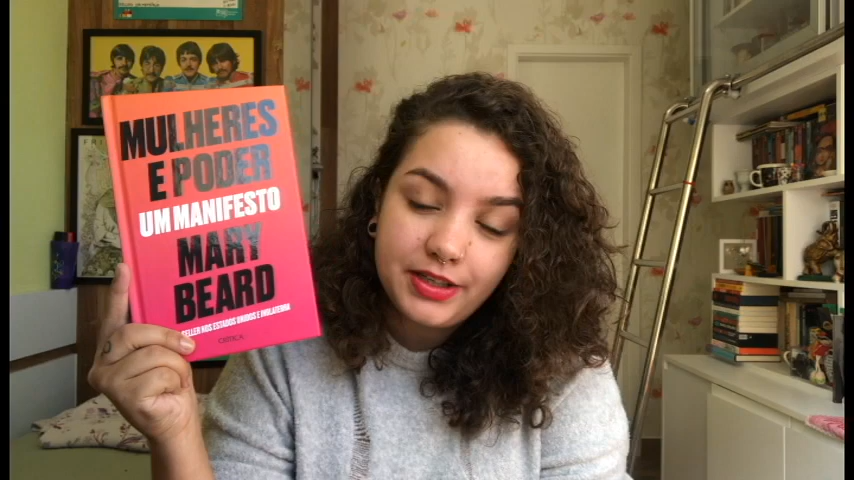 MULHERES
E PODER
UM MANIFESTO
MARY
BEARD
SELLER NOS ESTADOS UNIDOS E INGLATERRA
CRÍTICA